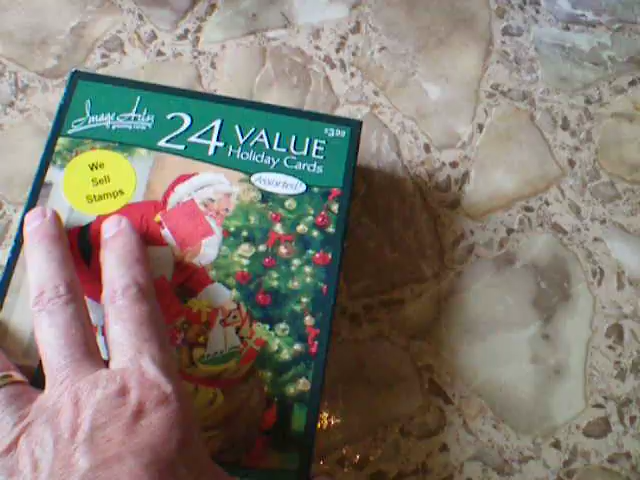 Image Arts
greeting cards
24 VALUE
Holiday Cards
$3.99
Assorted!
We
Sell
Stamps